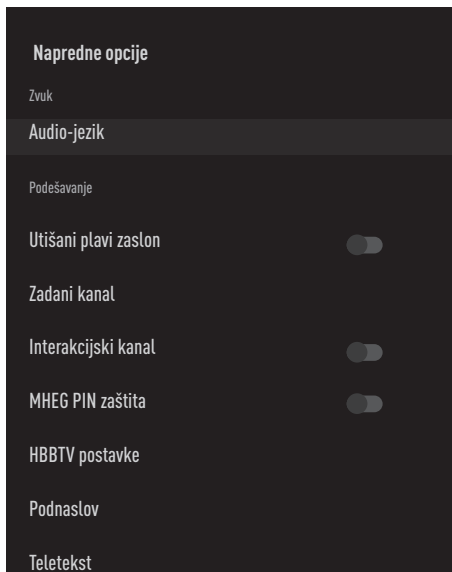 Napredne opcije
Zvuk
Audio-jezik
Podešavanje
Utišani plavi zaslon
Zadani kanal
Interakcijski kanal
MHEG PIN zaštita
HBBTV postavke
Podnaslov
Teletekst